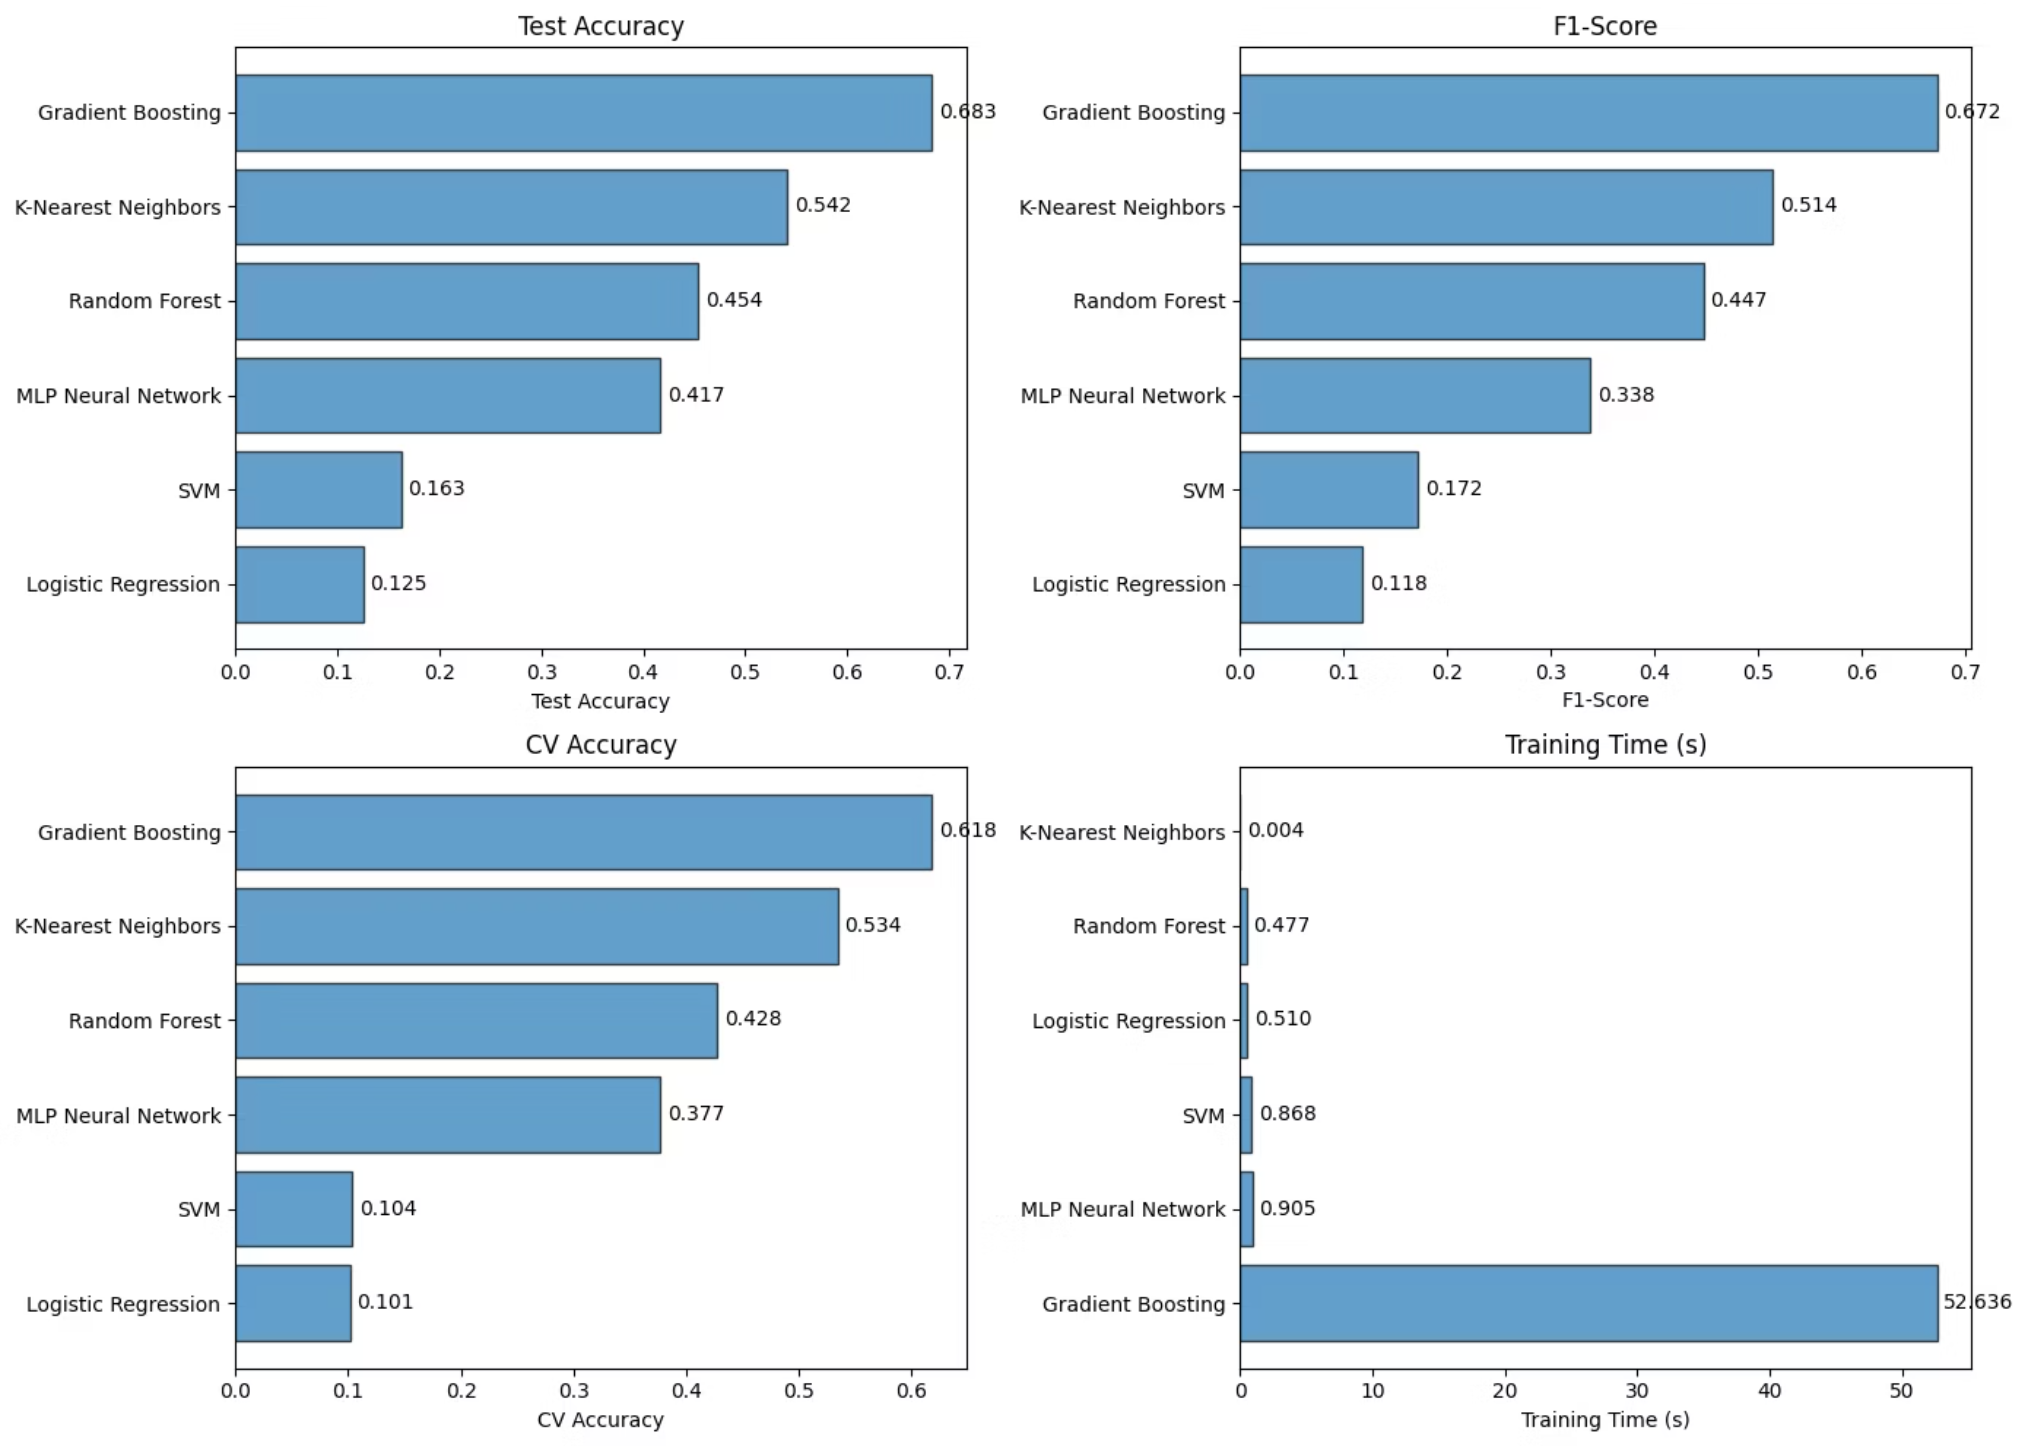 Test Accuracy
Gradient Boosting
0.683
K-Nearest Neighbors
0.542
Random Forest
0.454
MLP Neural Network
0.417
SVM
0.163
Logistic Regression
0.125
0.0 0.1 0.2 0.3 0.4 0.5 0.6 0.7
Test Accuracy
F1-Score
Gradient Boosting
0.672
K-Nearest Neighbors
0.514
Random Forest
0.447
MLP Neural Network
0.338
SVM
0.172
Logistic Regression
0.118
0.0 0.1 0.2 0.3 0.4 0.5 0.6 0.7
F1-Score
CV Accuracy
Gradient Boosting
0.618
K-Nearest Neighbors
0.534
Random Forest
0.428
MLP Neural Network
0.377
SVM
0.104
Logistic Regression
0.101
0.0 0.1 0.2 0.3 0.4 0.5 0.6
CV Accuracy
Training Time (s)
K-Nearest Neighbors
0.004
Random Forest
0.477
Logistic Regression
0.510
SVM
0.868
MLP Neural Network
0.905
Gradient Boosting
52.636
0 10 20 30 40 50
Training Time (s)